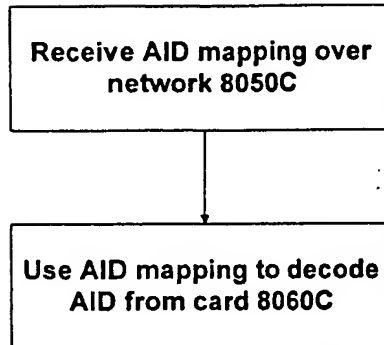 Receive AID mapping over
network 8050C
Use AID mapping to decode
AID from card 8060C